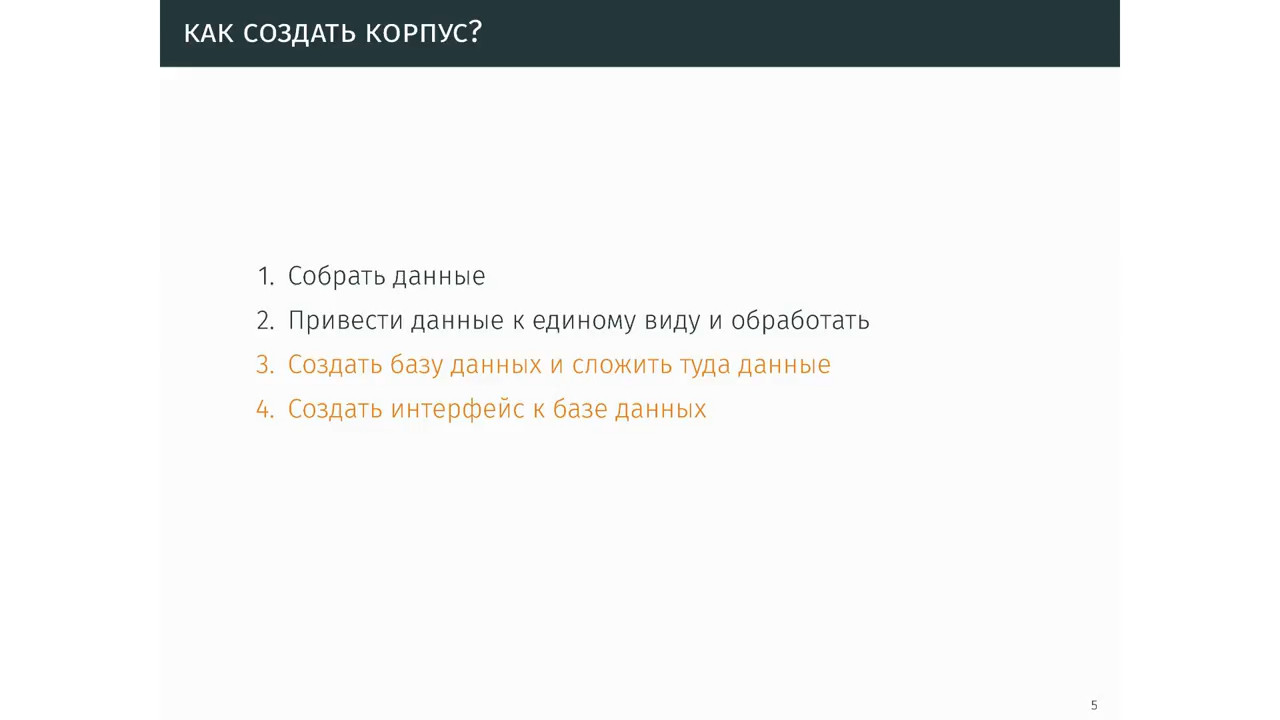 как создать корпус?
1. Собрать данные
2. Привести данные к единому виду и обработать
3. Создать базу данных и сложить туда данные
4. Создать интерфейс к базе данных
5